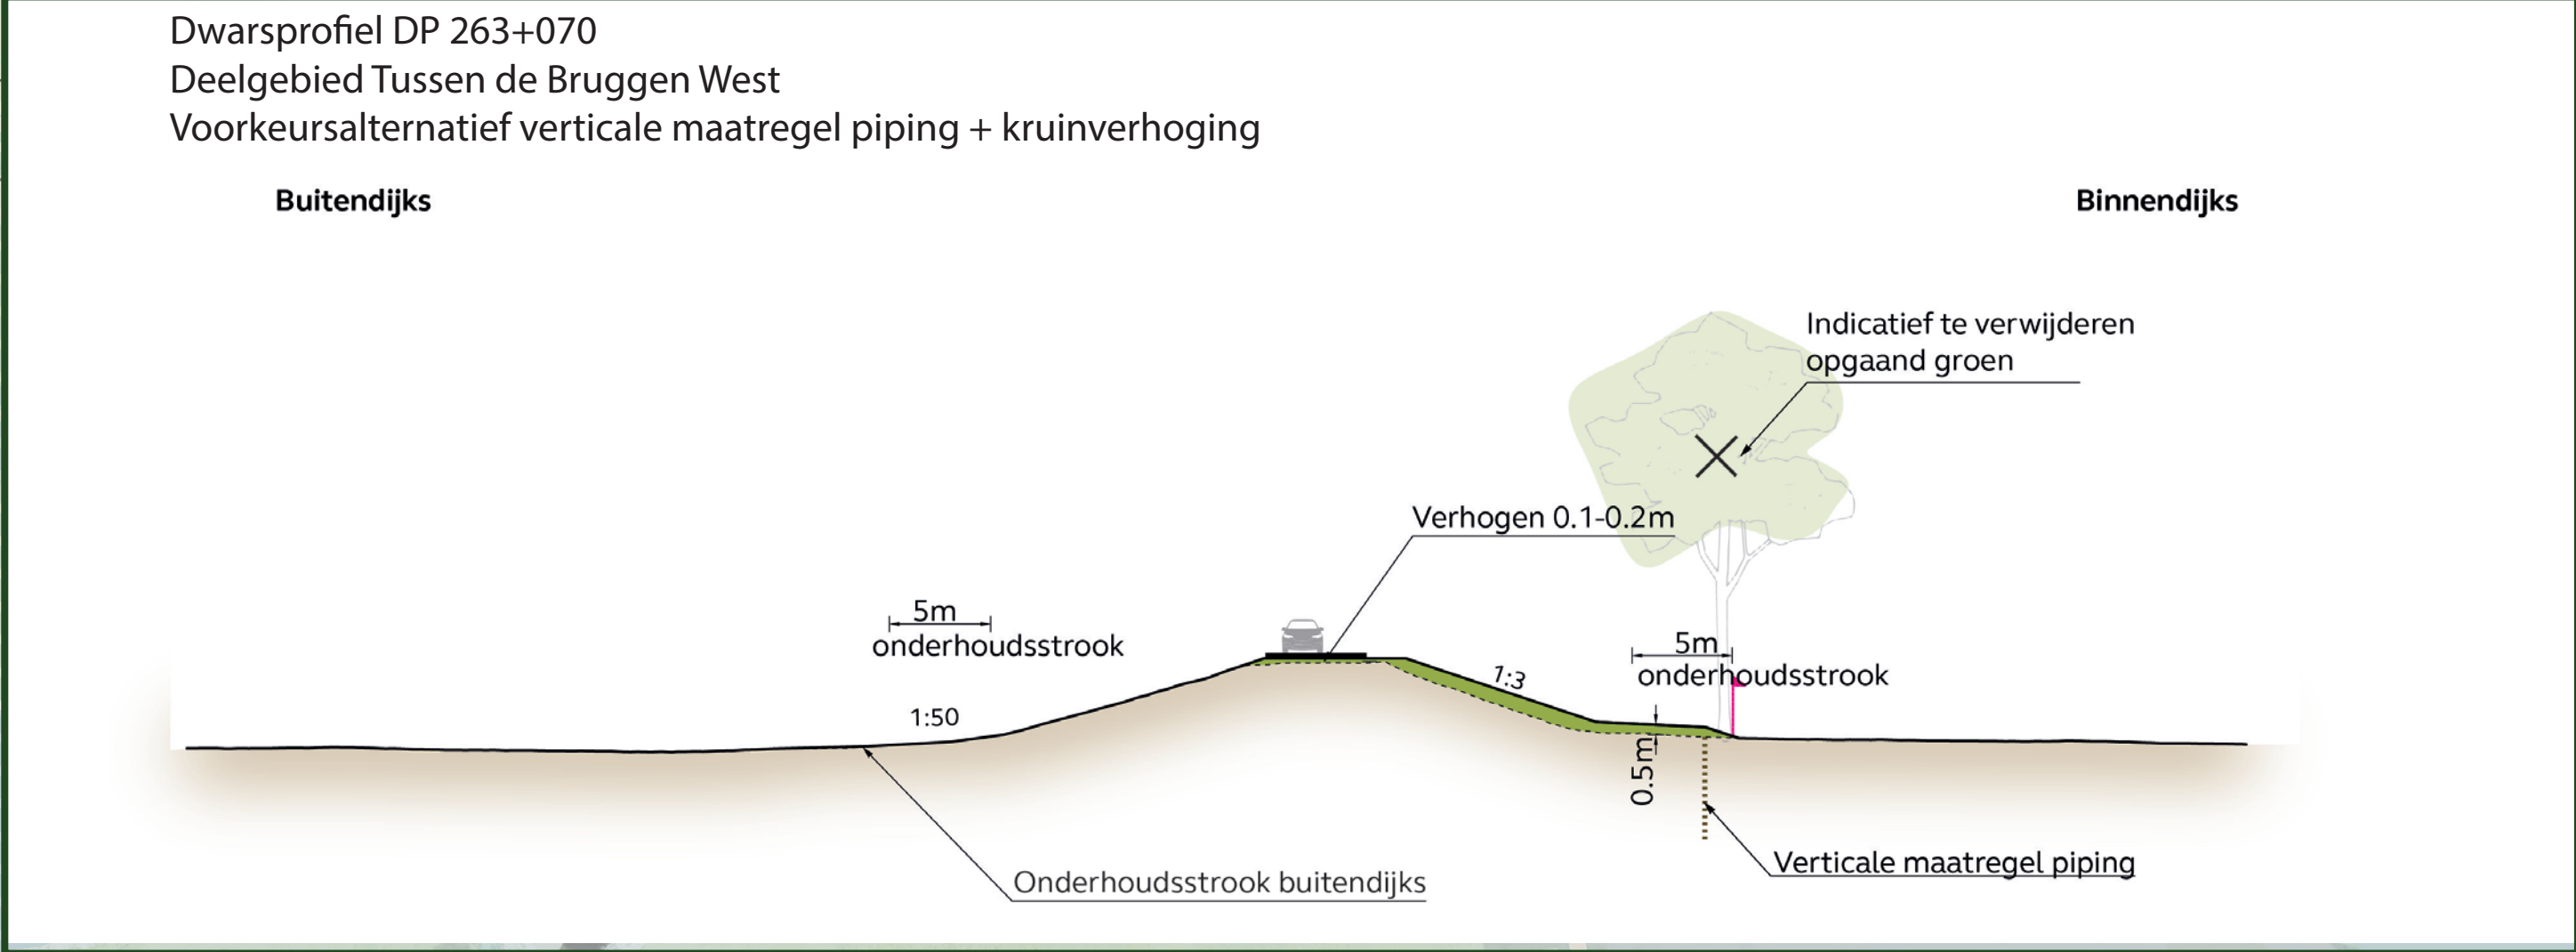 Dwarsprofiel DP 263+070
Deelgebied Tussen de Bruggen West
Voorkeursalternatief verticale maatregel piping + kruinverhoging
Buitendijks
Binnendijks
Indicatief te verwijderen
opgaand groen
Verhogen 0.1-0.2m
5m
onderhoudsstrook
5m
onderhoudsstrook
1:3
1:50
0.5m
Verticale maatregel piping
Onderhoudsstrook buitendijks